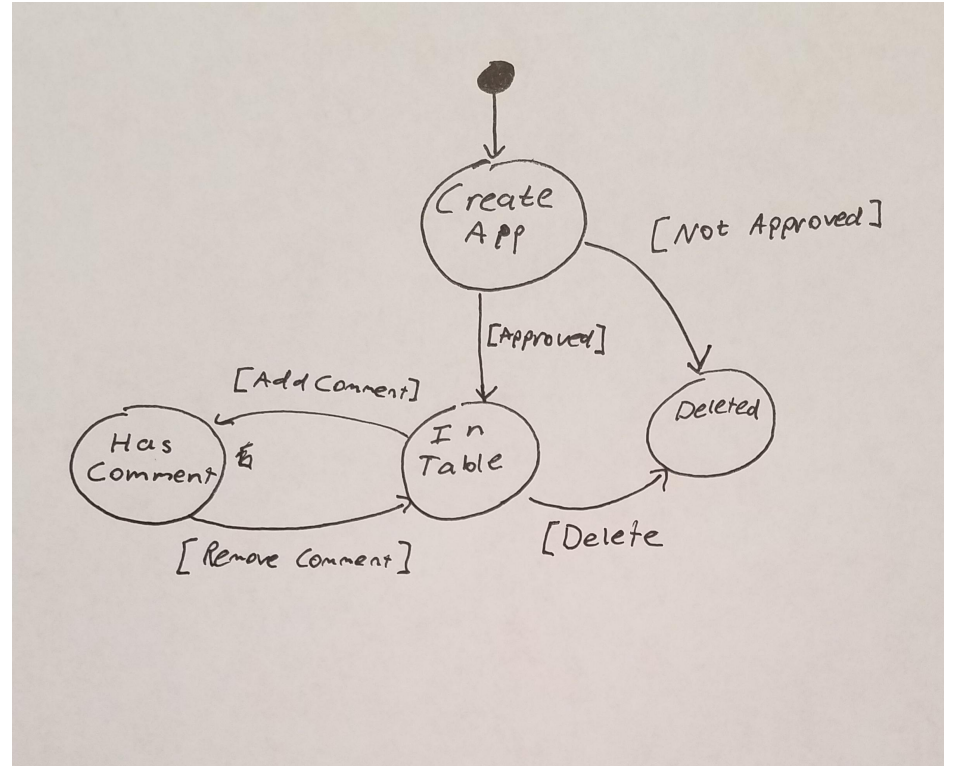 Create
App
[Not Approved]
[Approved]
[Add Comment]
Has
Comment
In
Table
Deleted
[Remove Comment]
[Delete